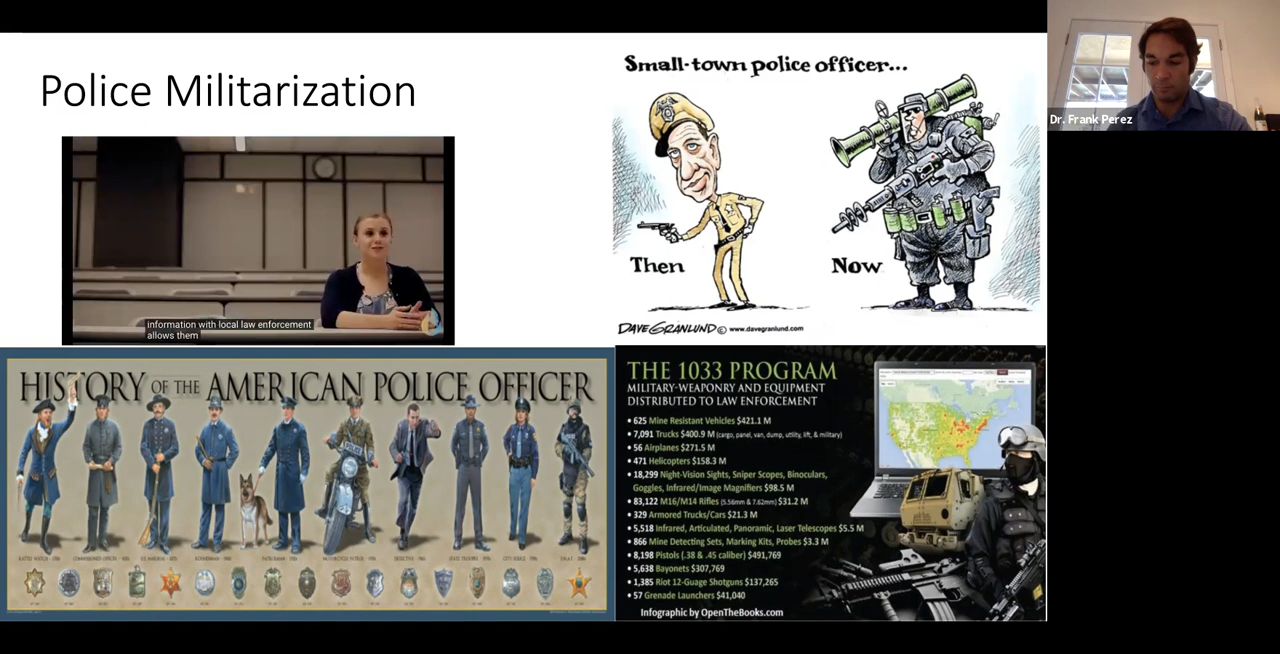 Police Militarization
information with local law enforcement
allows them
Small-town police officer...
Then
Now
DAVE GRANLUND © www.davegranlund.com
Dr. Frank Perez
HISTORY OF THE AMERICAN POLICE OFFICER
THE 1033 PROGRAM
MILITARY-WEAPONRY AND EQUIPMENT
DISTRIBUTED TO LAW ENFORCEMENT
• 625 Mine Resistant Vehicles $421.1 M
• 7,091 Trucks $400.9 M (cargo, panel, van, dump, utility, lift, & military)
• 56 Airplanes $271.5 M
• 471 Helicopters $158.3 M
• 18,299 Night-Vision Sights, Sniper Scopes, Binoculars,
Goggles, Infrared/Image Magnifiers $98.5 M
• 83,122 M16/M14 Rifles (5.56mm & 7.62mm) $31.2 M
• 329 Armored Trucks/Cars $21.3 M
• 5,518 Infrared, Articulated, Panoramic, Laser Telescopes $5.5 M
• 866 Mine Detecting Sets, Marking Kits, Probes $3.3 M
• 8,198 Pistols (.38 & .45 caliber) $491,769
• 5,638 Bayonets $307,769
• 1,385 Riot 12-Guage Shotguns $137,265
• 57 Grenade Launchers $41,040
Infographic by OpenTheBooks.com